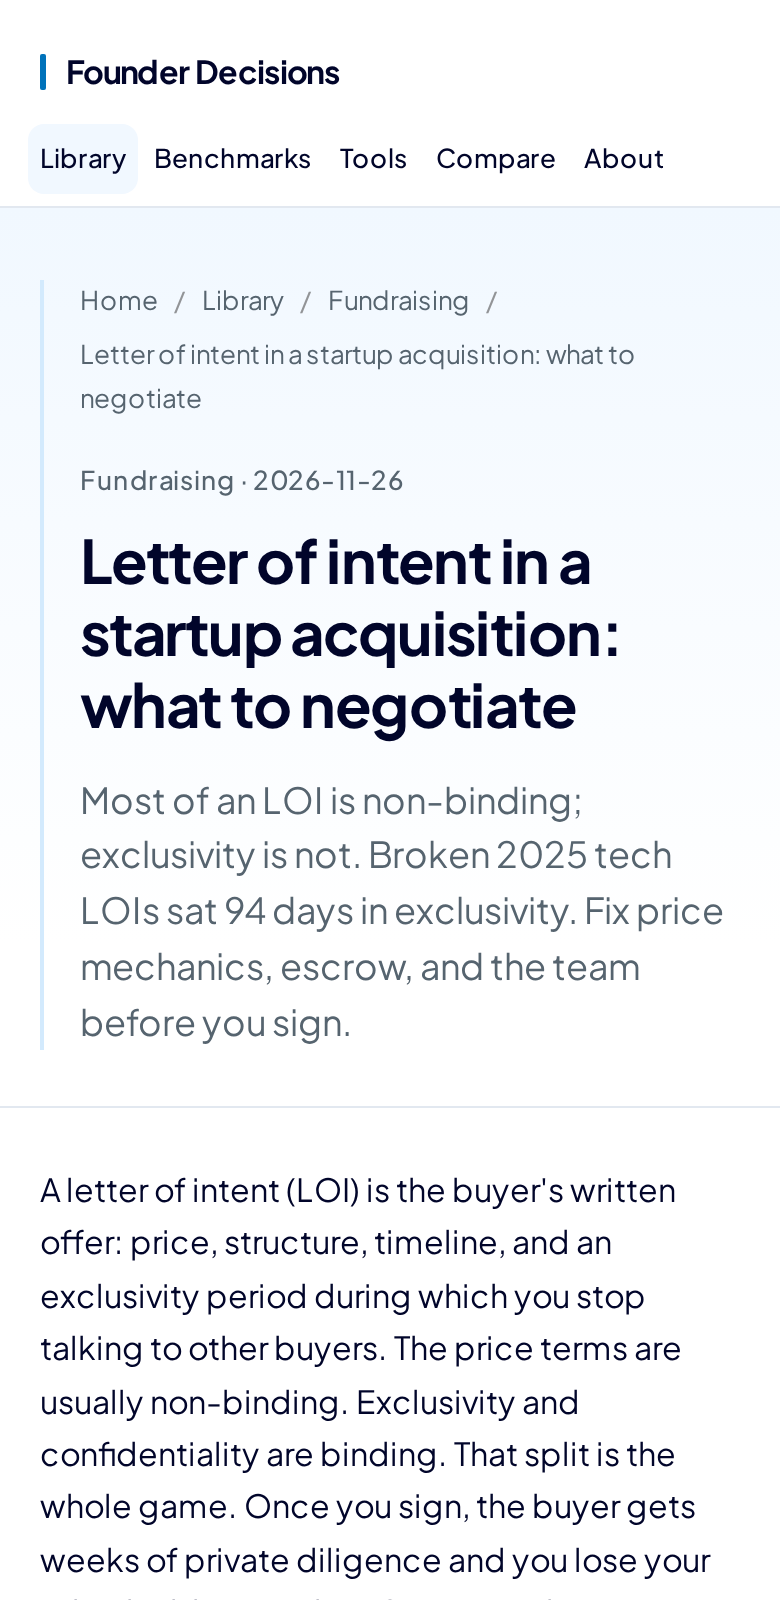 Founder Decisions
Library Benchmarks Tools Compare About
Home / Library / Fundraising /
Letter of intent in a startup acquisition: what to
negotiate
Fundraising · 2026-11-26
Letter of intent in a
startup acquisition:
what to negotiate
Most of an LOI is non-binding;
exclusivity is not. Broken 2025 tech
LOIs sat 94 days in exclusivity. Fix price
mechanics, escrow, and the team
before you sign.
A letter of intent (LOI) is the buyer's written
offer: price, structure, timeline, and an
exclusivity period during which you stop
talking to other buyers. The price terms are
usually non-binding. Exclusivity and
confidentiality are binding. That split is the
whole game. Once you sign, the buyer gets
weeks of private diligence and you lose your